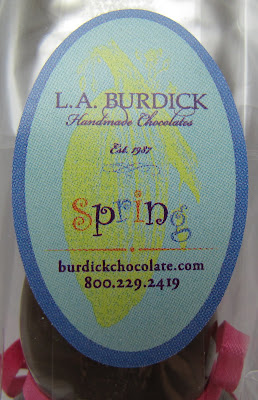 L.A. BURDICK
Handmade Chocolates
Est. 1987
spring
burdickchocolate.com
800.229.2419